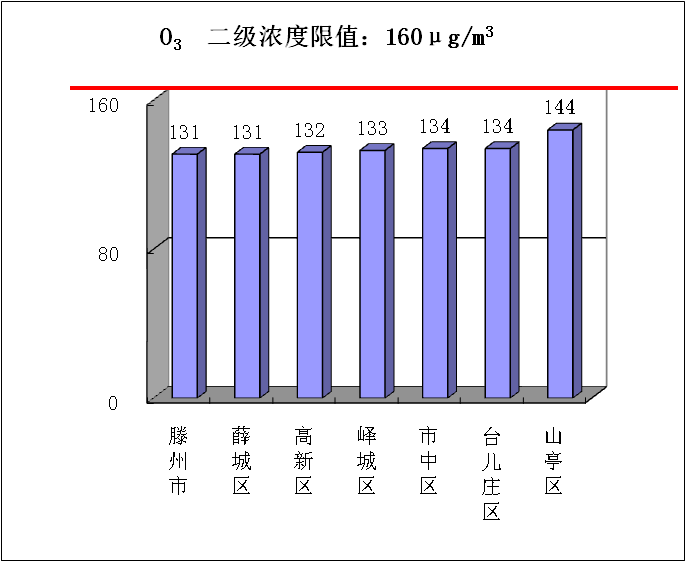 O₃ 二级浓度限值：160μg/m³
160
80
0
131
131
132
133
134
134
144
滕州市
薛城区
高新区
峄城区
市中区
台儿庄区
山亭区